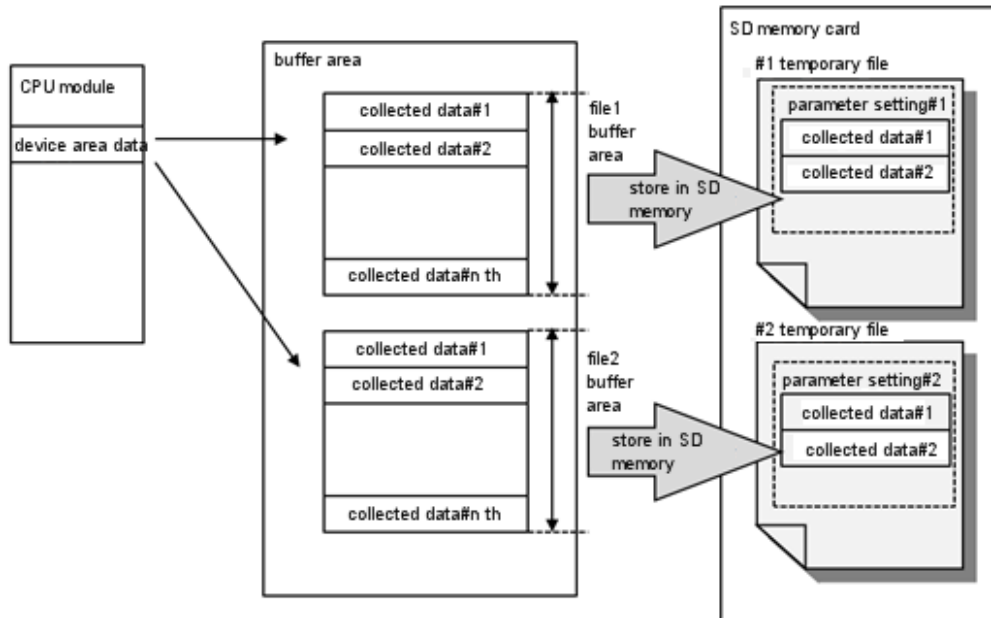 CPU module
device area data
buffer area
collected data#1
collected data#2
collected data#n th
file1
buffer
area
collected data#1
collected data#2
collected data#n th
file2
buffer
area
store in SD
memory
store in SD
memory
SD memory card
#1 temporary file
parameter setting#1
collected data#1
collected data#2
#2 temporary file
parameter setting#2
collected data#1
collected data#2